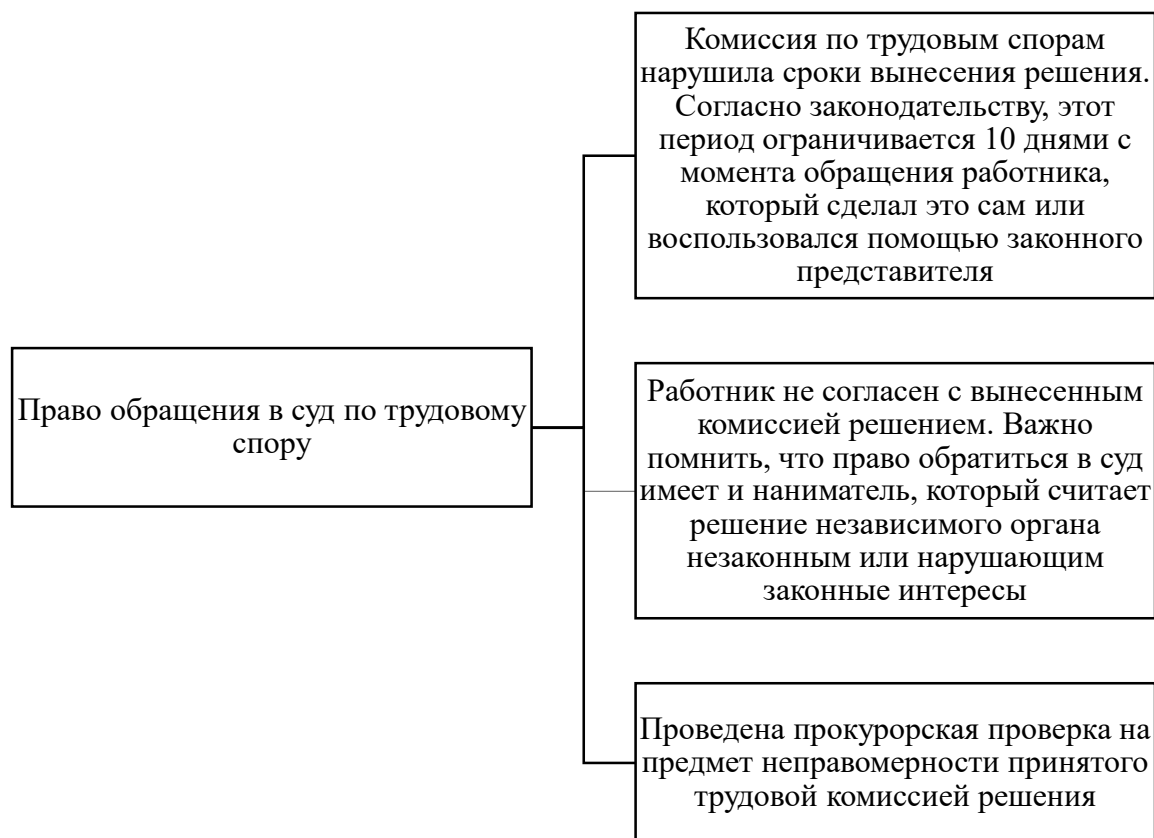 Комиссия по трудовым спорам
нарушила сроки вынесения решения.
Согласно законодательству, этот
период ограничивается 10 днями с
момента обращения работника,
который сделал это сам или
воспользовался помощью законного
представителя
Право обращения в суд по трудовому
спору
Работник не согласен с вынесенным
комиссией решением. Важно
помнить, что право обратиться в суд
имеет и наниматель, который считает
решение независимого органа
незаконным или нарушающим
законные интересы
Проведена прокурорская проверка на
предмет неправомерности принятого
трудовой комиссией решения